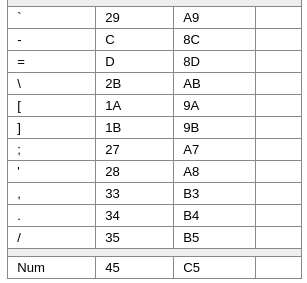 ` 29 A9
- C 8C
= D 8D
\ 2B AB
[ 1A 9A
] 1B 9B
; 27 A7
' 28 A8
, 33 B3
. 34 B4
/ 35 B5
Num 45 C5